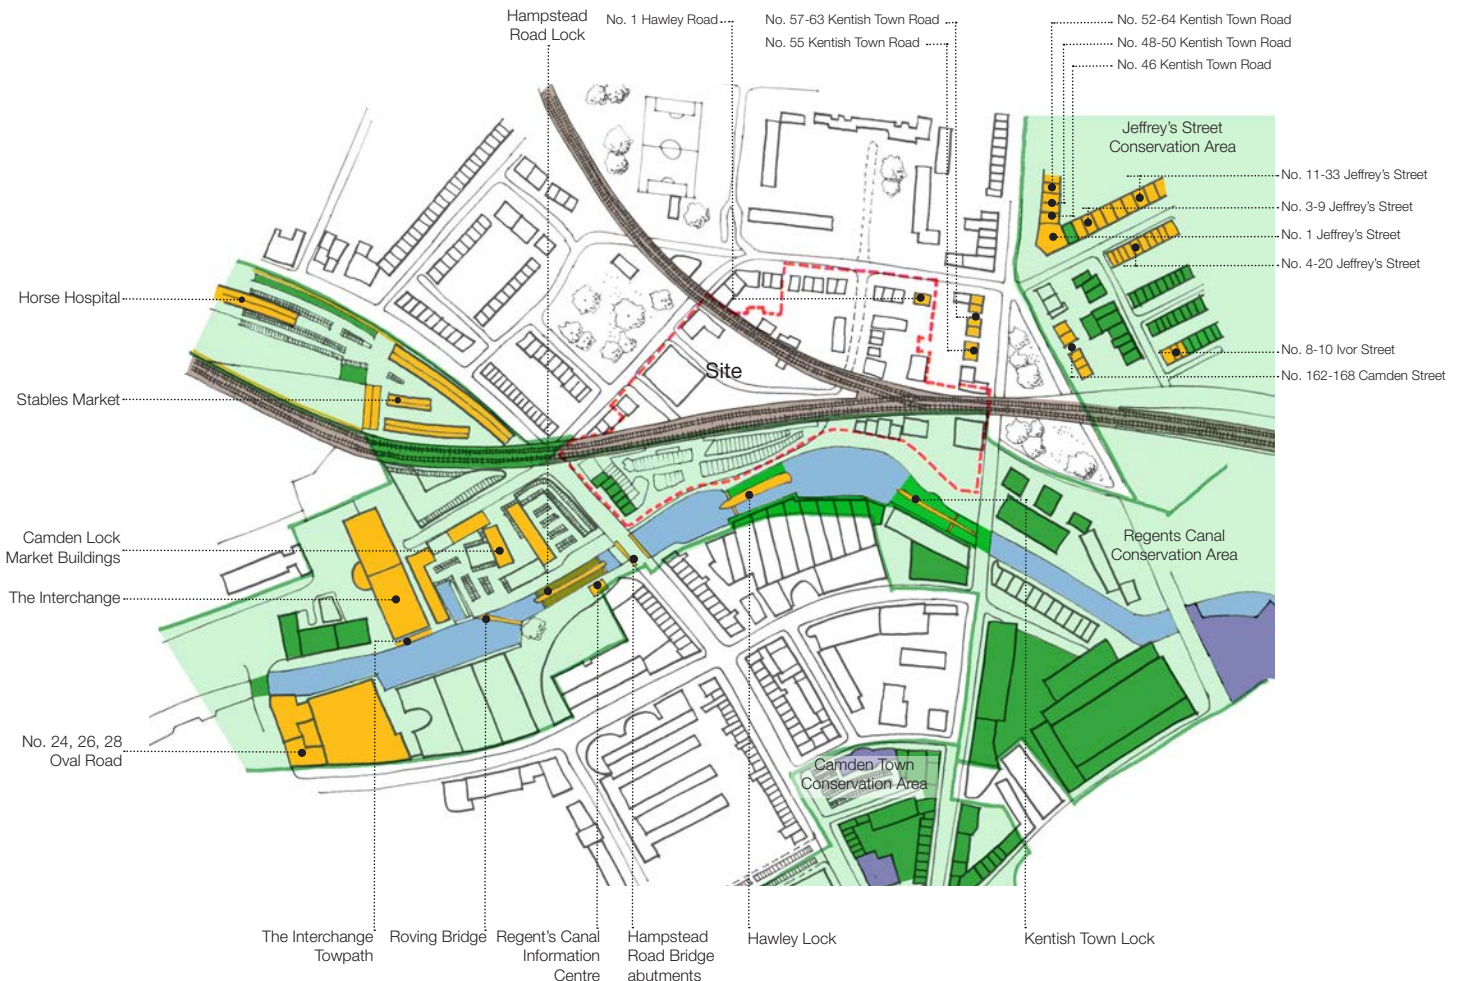 Hampstead
Road Lock
No. 1 Hawley Road
No. 57-63 Kentish Town Road
No. 55 Kentish Town Road
No. 52-64 Kentish Town Road
No. 48-50 Kentish Town Road
No. 46 Kentish Town Road
Jeffrey's Street
Conservation Area
No. 11-33 Jeffrey's Street
No. 3-9 Jeffrey's Street
No. 1 Jeffrey's Street
No. 4-20 Jeffrey's Street
No. 8-10 Ivor Street
No. 162-168 Camden Street
Horse Hospital
Stables Market
Site
Camden Lock
Market Buildings
The Interchange
Regents Canal
Conservation Area
No. 24, 26, 28
Oval Road
Camden Town
Conservation Area
The Interchange
Towpath
Roving Bridge
Regent's Canal
Information
Centre
Hampstead
Road Bridge
abutments
Hawley Lock
Kentish Town Lock